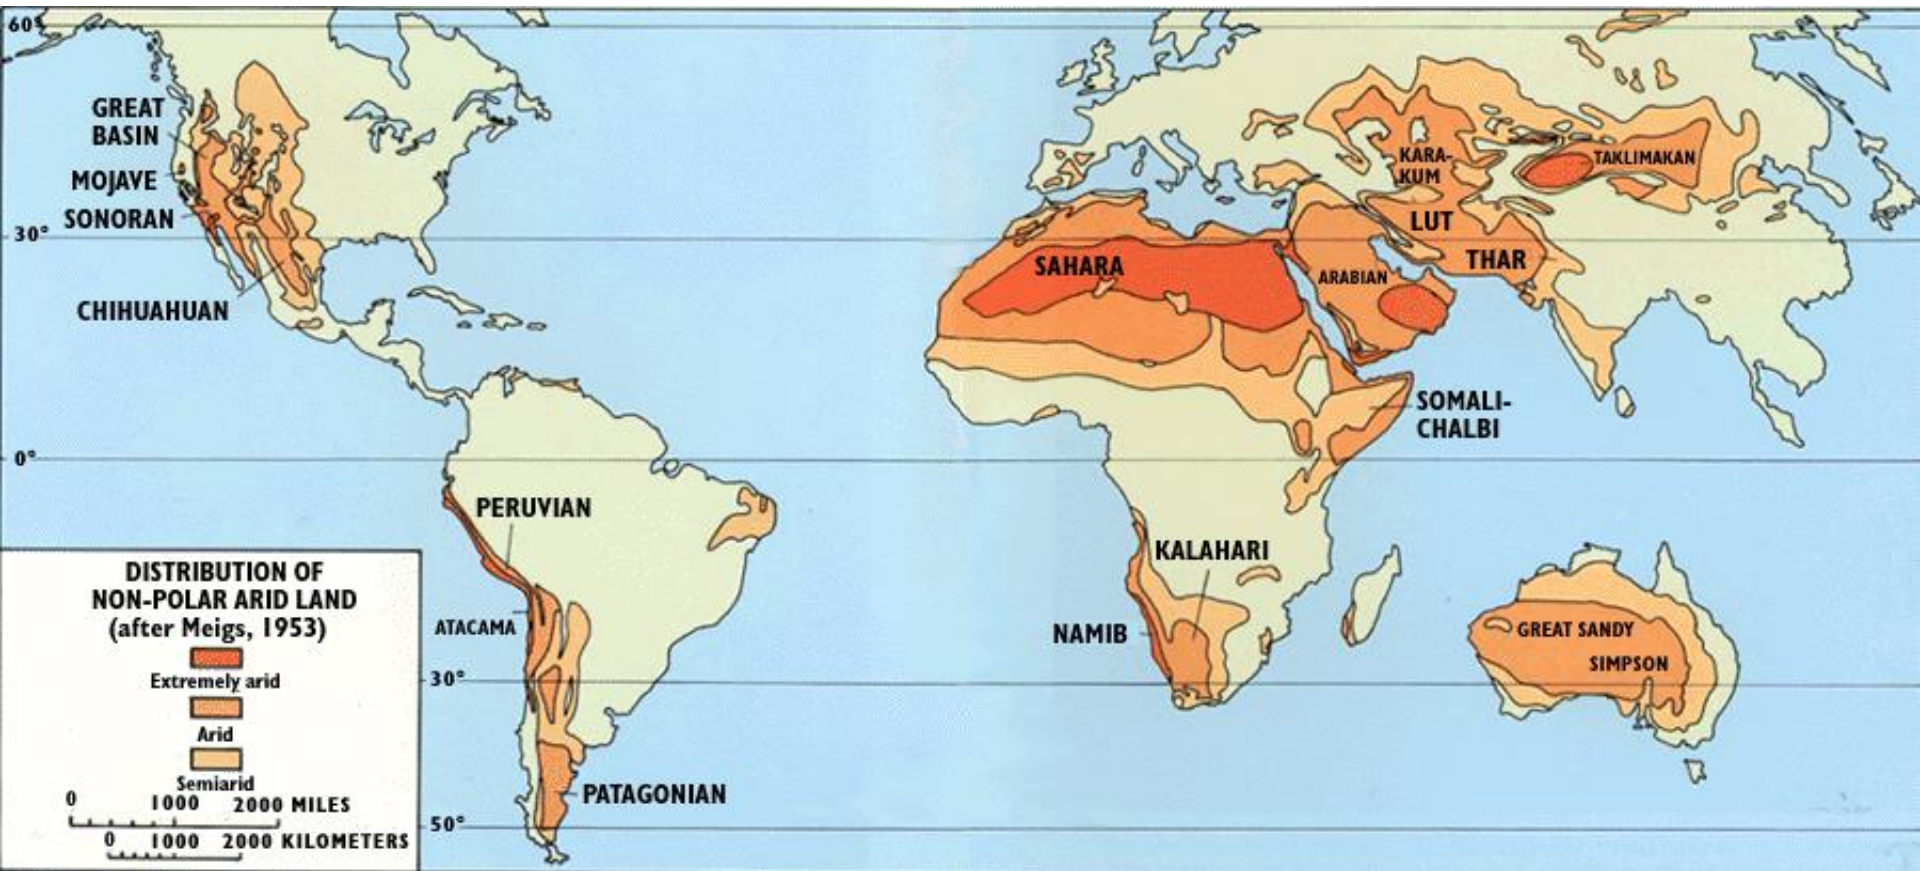 60°
GREAT
BASIN
MOJAVE
SONORAN
30°
CHIHUAHUAN
0°
PERUVIAN
ATACAMA
30°
PATAGONIAN
50°
SAHARA
ARABIAN
KARA-
KUM
TAKLIMAKAN
LUT
THAR
SOMALI-
CHALBI
KALAHARI
NAMIB
GREAT SANDY
SIMPSON
DISTRIBUTION OF
NON-POLAR ARID LAND
(after Meigs, 1953)
Extremely arid
Arid
Semiarid
0 1000 2000 MILES
0 1000 2000 KILOMETERS